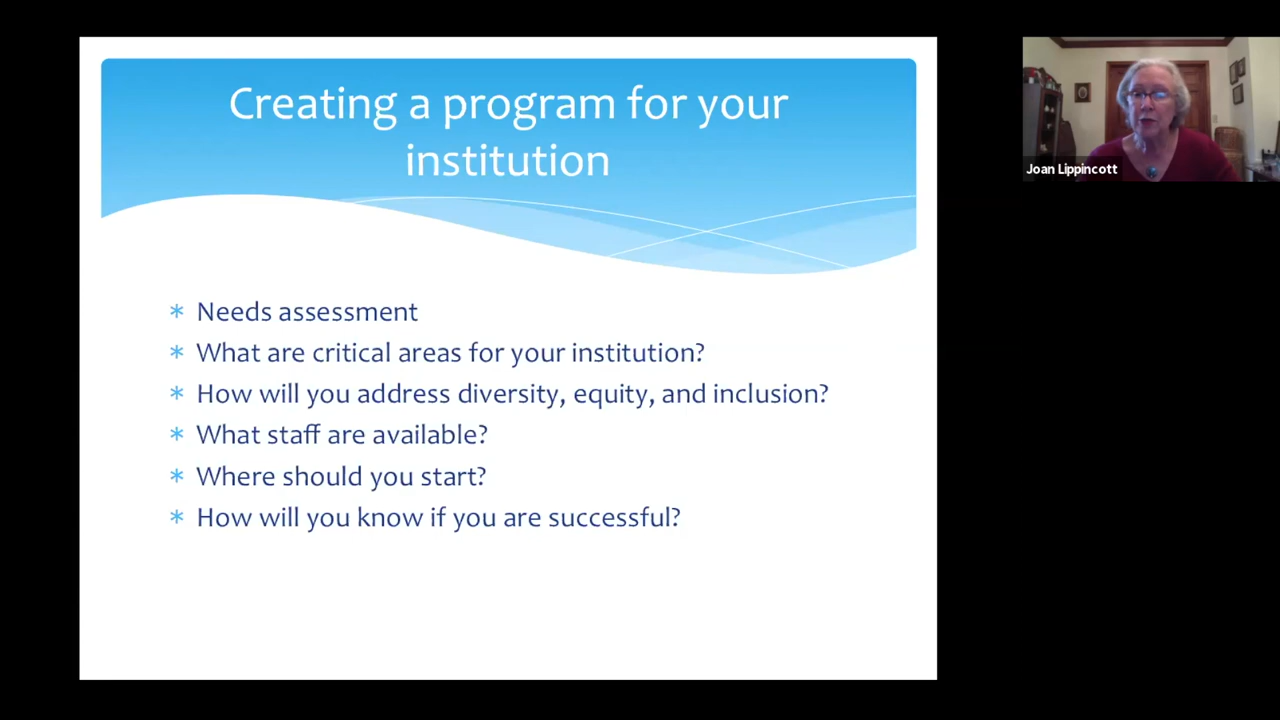 Creating a program for your
institution
* Needs assessment
* What are critical areas for your institution?
* How will you address diversity, equity, and inclusion?
* What staff are available?
* Where should you start?
* How will you know if you are successful?
Joan Lippincott